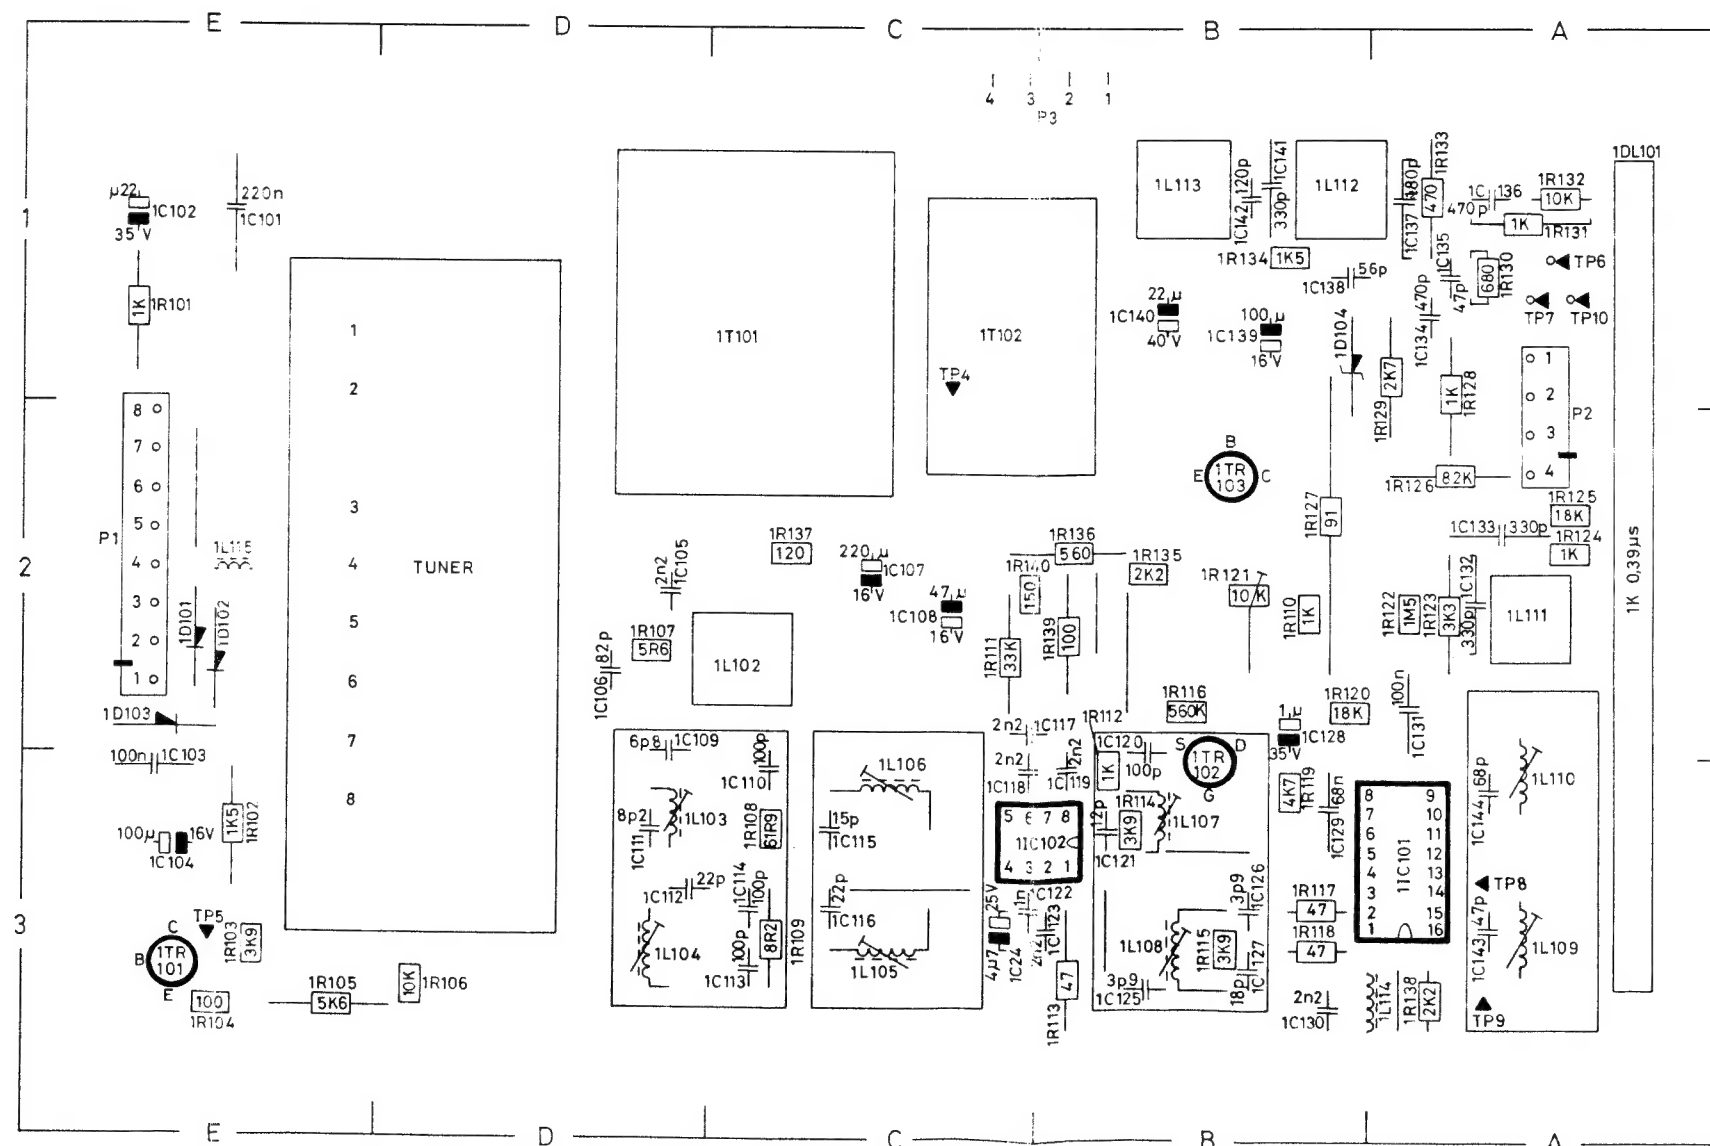 E D C B A
4 3 2 1
P3
1DL101
µ22 1C102 35V
220n 1C101
1L113
120p 1C142
1C141 330p
1L112
1C137 180p
1R133 470
1C 136 470p
1R132 10K
1K 1R131
1
1R134 1K5
1C138 56p
1C135 47p
680 1R130
TP6
TP7 TP10
1K 1R101
1T101
1T102
TP4
22µ 1C140 40V
100µ 1C139 16V
1D104
470p 1C134
2K7 1R129
1K 1R128
1 2 3 4 P2
1 2 3 4 5 6 7 8
TUNER
8 7 6 5 4 3 2 1 P1
B E 1TR 103 C
1R127 91
1R126 82K
1R125 18K
1C133 330p
1R124 1K
2
1L115
1R137 120
2n2 1C105
220µ 1C107 16V
47µ 1C108 16V
1R136 560
1R140 150
1R135 2K2
1R121 10K
1R110 1K
1R122 1M5
1R123 3K3
1C132 330p
1L111
1K 0,39µs
1D101
1D102
1R107 5R6
82p 1C106
1L102
1R111 33K
1R139 100
1D103
1R116 560K
1R120 18K
100n 1C131
1µ 1C128 35V
100n 1C103
6p8 1C109
100p 1C110
2n2 1C117
2n2 1C118
2n2 1C119
1R112 1K
1C120 100p
S D 1TR 102 G
1L106
1L103
8p2 1C111
1R108 61R9
15p 1C115
12p 1C121
1R114 3K9
1L107
4K7 1R119
68n 1C129
68p 1C144
1L110
1K5 1R102
100µ 16V 1C104
5 6 7 8
1IC102
4 3 2 1
8 7 6 5 4 3 2 1
1IC101
9 10 11 12 13 14 15 16
3
1C112 22p
1C114 100p
22p 1C116
25V 4µ7 1C24
1n 1C122
2n2 1C123
3p9 1C126
1R117 47
1R118 47
TP8
47p 1C143
1L109
C TP5 B 1TR 101 E
1R103 3K9
1L104
100p 1C113
8R2 1R109
1L105
1L108
1R115 3K9
18p 1C127
100 1R104
1R105 5K6
10K 1R106
47 1R113
3p9 1C125
2n2 1C130
1L114
1R138 2K2
TP9
E D C B A